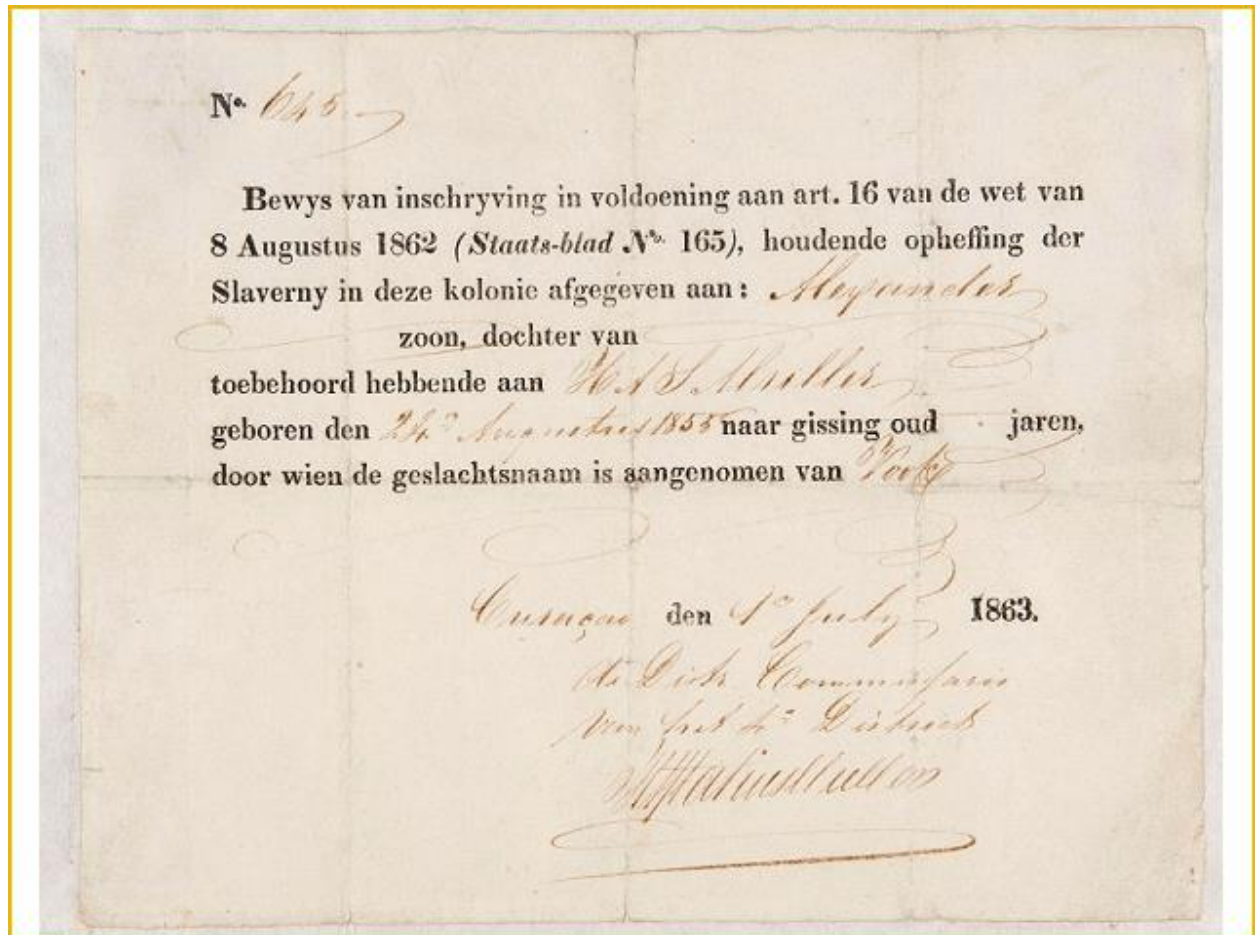 No. 645
Bewys van inschryving in voldoening aan art. 16 van de wet van
8 Augustus 1862 (Staats-blad No. 165), houdende opheffing der
Slaverny in deze kolonie afgegeven aan: Alexander
zoon, dochter van
toebehoord hebbende aan H A S Muller
geboren den 24e Augustus 1855 naar gissing oud jaren,
door wien de geslachtsnaam is aangenomen van
Curaçao den 1e July 1863.
de Distr Commissaris
van het 4e District